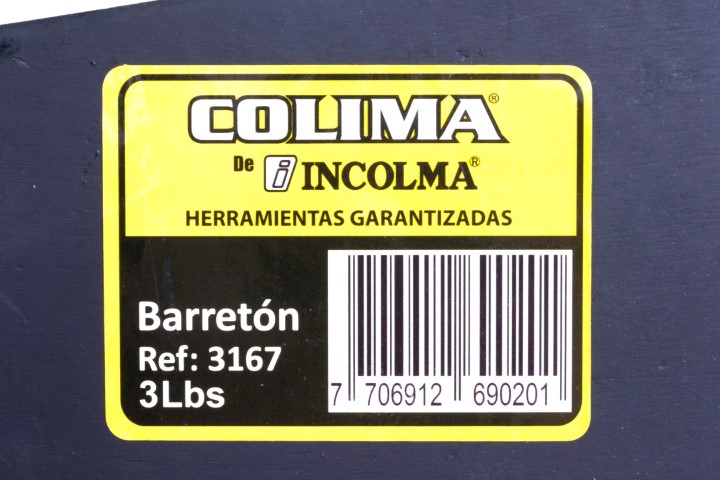 COLIMA®
De i INCOLMA®
HERRAMIENTAS GARANTIZADAS
Barretón
Ref: 3167
3Lbs
7 706912 690201